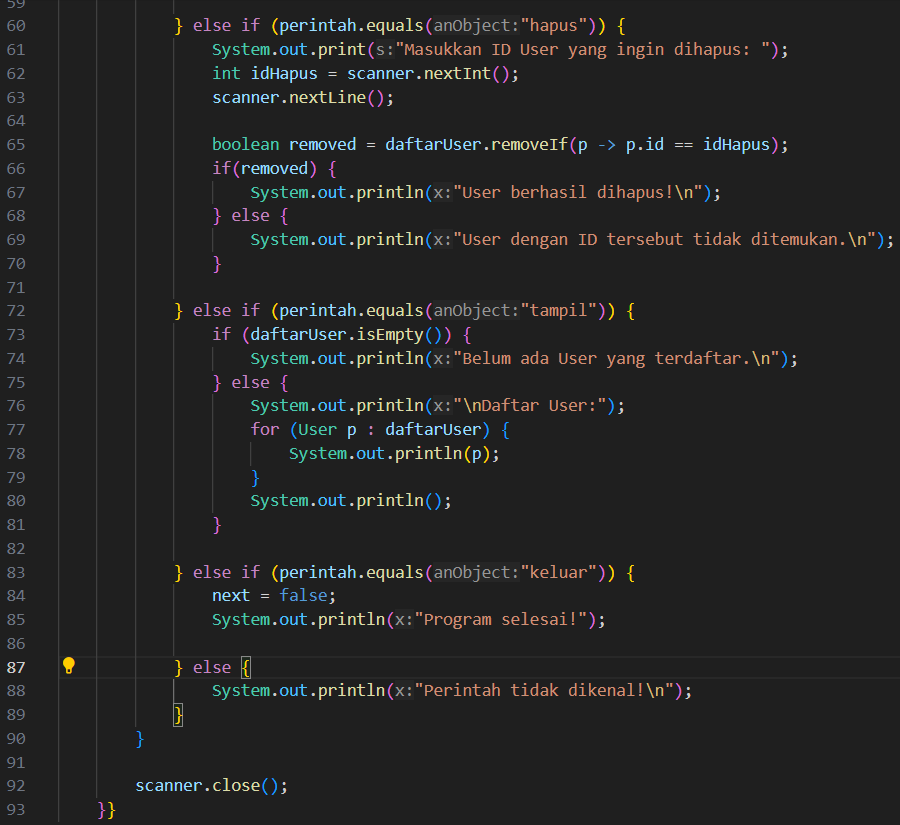 59
60 } else if (perintah.equals(anObject:"hapus")) {
61 System.out.print(s:"Masukkan ID User yang ingin dihapus: ");
62 int idHapus = scanner.nextInt();
63 scanner.nextLine();
64
65 boolean removed = daftarUser.removeIf(p -> p.id == idHapus);
66 if(removed) {
67 System.out.println(x:"User berhasil dihapus!\n");
68 } else {
69 System.out.println(x:"User dengan ID tersebut tidak ditemukan.\n");
70 }
71
72 } else if (perintah.equals(anObject:"tampil")) {
73 if (daftarUser.isEmpty()) {
74 System.out.println(x:"Belum ada User yang terdaftar.\n");
75 } else {
76 System.out.println(x:"\nDaftar User:");
77 for (User p : daftarUser) {
78 System.out.println(p);
79 }
80 System.out.println();
81 }
82
83 } else if (perintah.equals(anObject:"keluar")) {
84 next = false;
85 System.out.println(x:"Program selesai!");
86
87 } else {
88 System.out.println(x:"Perintah tidak dikenal!\n");
89 }
90 }
91
92 scanner.close();
93 }}